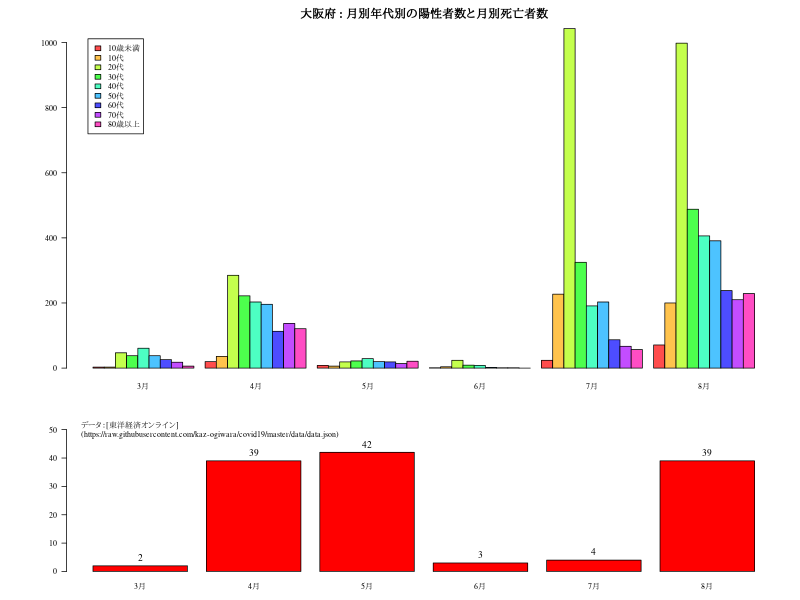 大阪府 : 月別年代別の陽性者数と月別死亡者数
1000
800
600
400
200
0
10歳未満
10代
20代
30代
40代
50代
60代
70代
80歳以上
3月 4月 5月 6月 7月 8月
データ : [東洋経済オンライン]
(https://raw.githubusercontent.com/kaz-ogiwara/covid19/master/data/data.json)
50
40
30
20
10
0
2 39 42 3 4 39
3月 4月 5月 6月 7月 8月